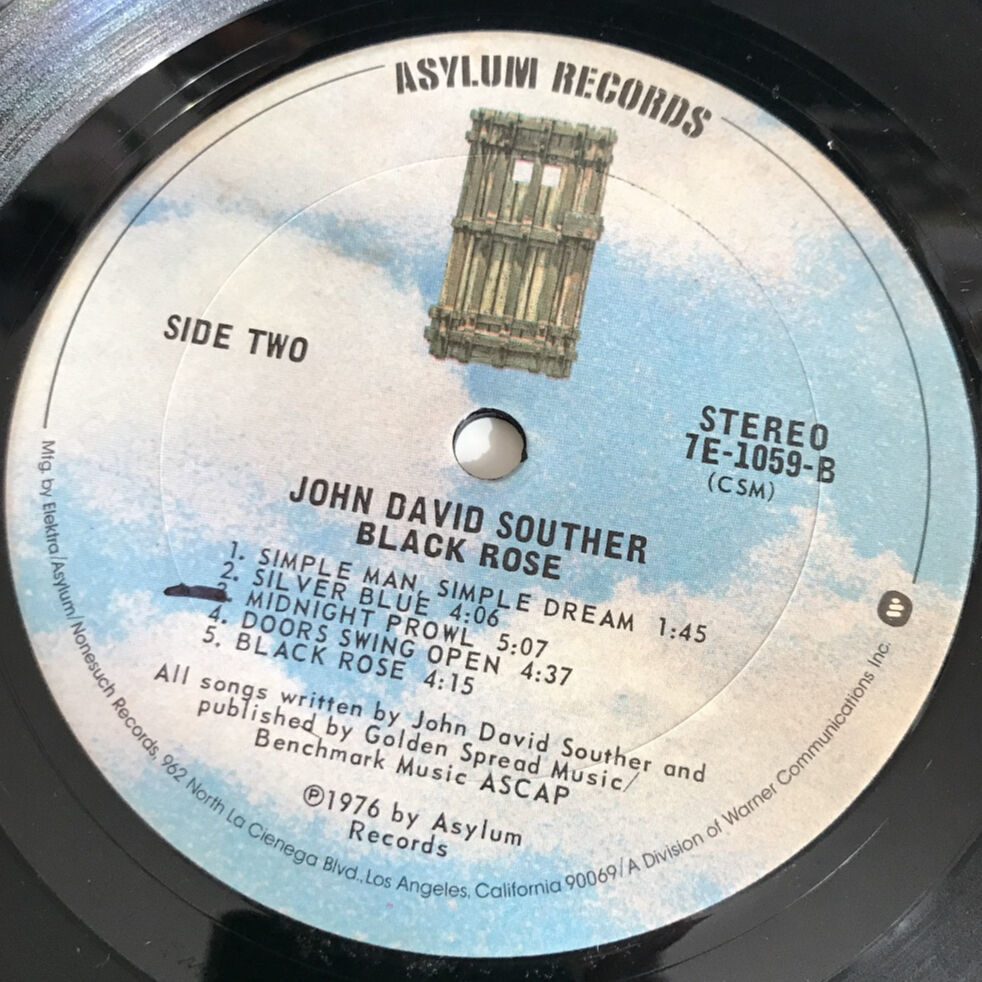 ASYLUM RECORDS
SIDE TWO
STEREO
7E-1059-B
(CSM)
JOHN DAVID SOUTHER
BLACK ROSE
1. SIMPLE MAN, SIMPLE DREAM 1:45
2. SILVER BLUE 4:06
MIDNIGHT PROWL 5:07
4. DOORS SWING OPEN 4:37
5. BLACK ROSE 4:15
All songs written by John David Souther and
published by Golden Spread Music/
Benchmark Music ASCAP
℗1976 by Asylum
Records
Mfg. by Elektra/Asylum/Nonesuch Records, 962 North La Cienega Blvd., Los Angeles, California 90069/A Division of Warner Communications Inc.